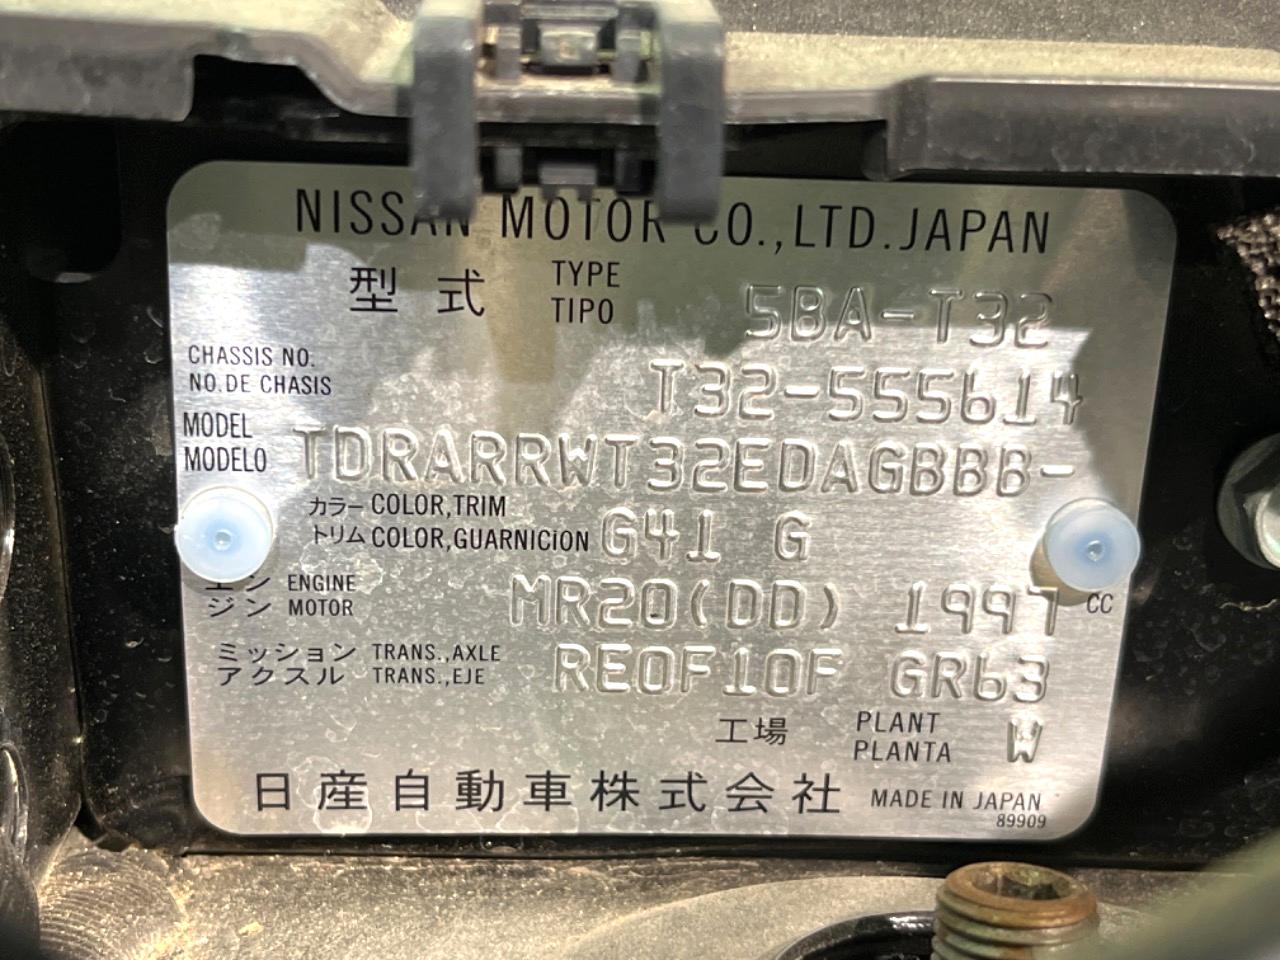 NISSAN MOTOR CO.,LTD.JAPAN
型式 TYPE TIPO 5BA-T32
CHASSIS NO.
NO.DE CHASIS T32-555614
MODEL
MODELO TDRARRWT32EDAGBBB-
カラー COLOR,TRIM
トリム COLOR,GUARNICION G41 G
エン ENGINE
ジン MOTOR MR20(DD) 1997 CC
ミッション TRANS.,AXLE
アクスル TRANS.,EJE RE0F10F GR63
工場 PLANT
PLANTA W
日産自動車株式会社 MADE IN JAPAN
89909